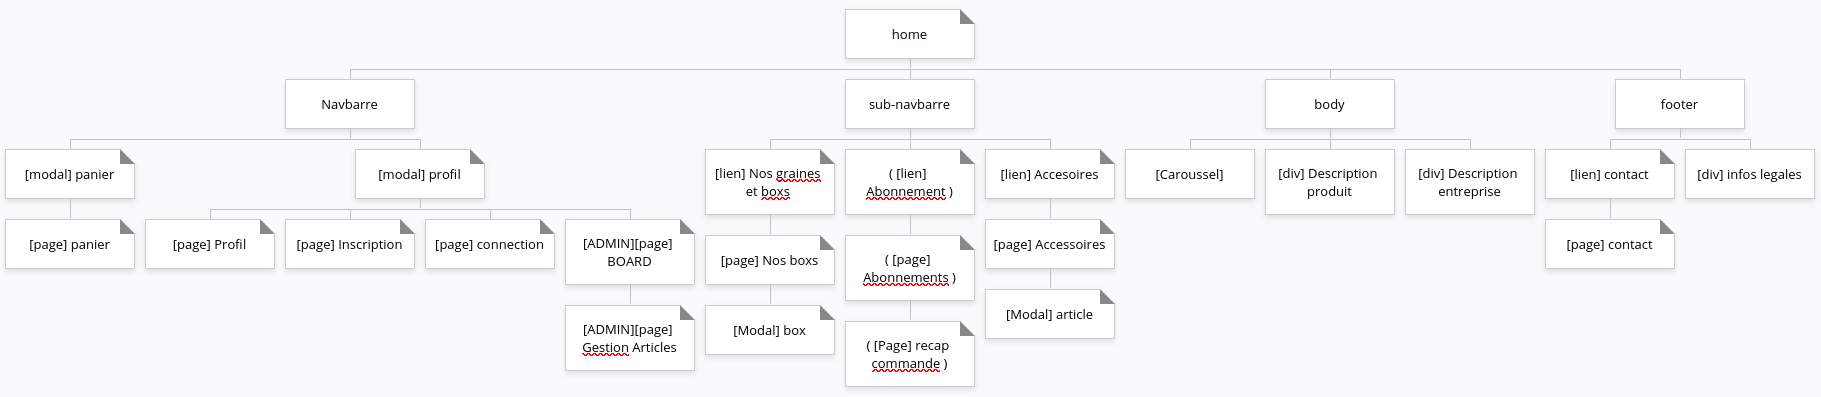 home
Navbarre
sub-navbarre
body
footer
[modal] panier
[modal] profil
[lien] Nos graines
et boxs
( [lien]
Abonnement )
[lien] Accesoires
[Caroussel]
[div] Description
produit
[div] Description
entreprise
[lien] contact
[div] infos legales
[page] panier
[page] Profil
[page] Inscription
[page] connection
[ADMIN][page]
BOARD
[page] Nos boxs
( [page]
Abonnements )
[page] Accessoires
[page] contact
[ADMIN][page]
Gestion Articles
[Modal] box
( [Page] recap
commande )
[Modal] article